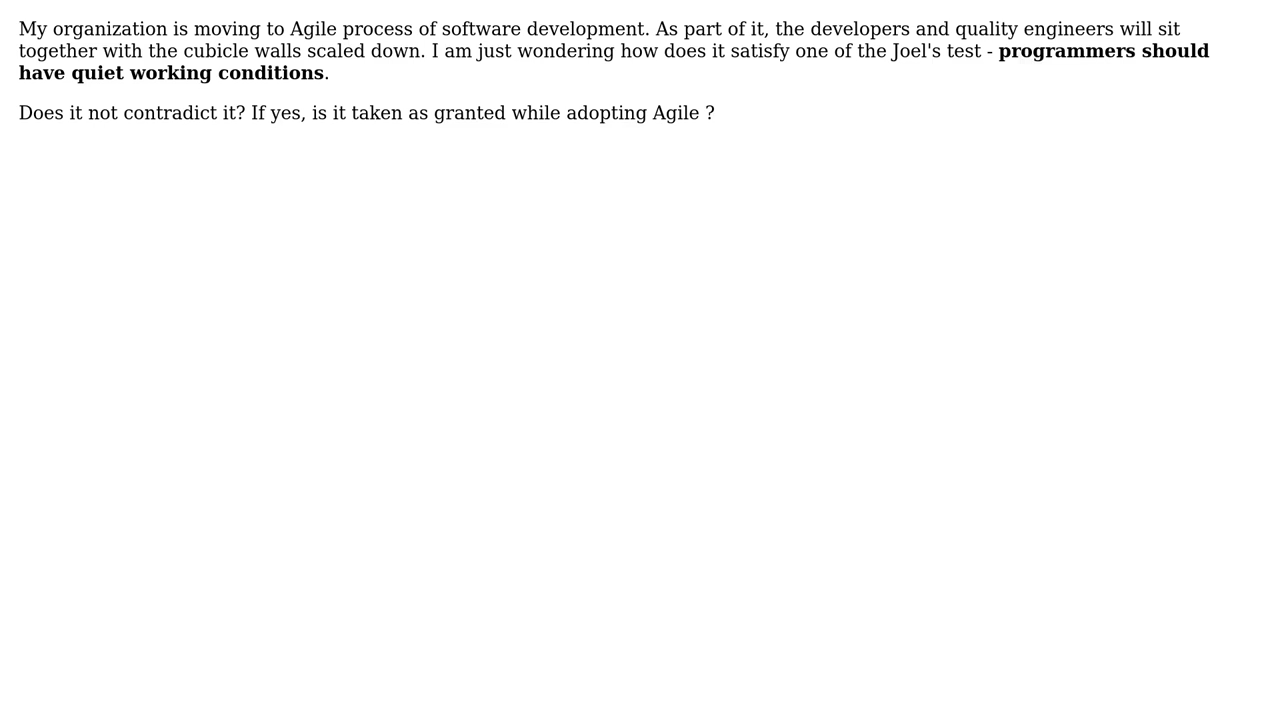 My organization is moving to Agile process of software development. As part of it, the developers and quality engineers will sit
together with the cubicle walls scaled down. I am just wondering how does it satisfy one of the Joel's test - programmers should
have quiet working conditions.
Does it not contradict it? If yes, is it taken as granted while adopting Agile ?